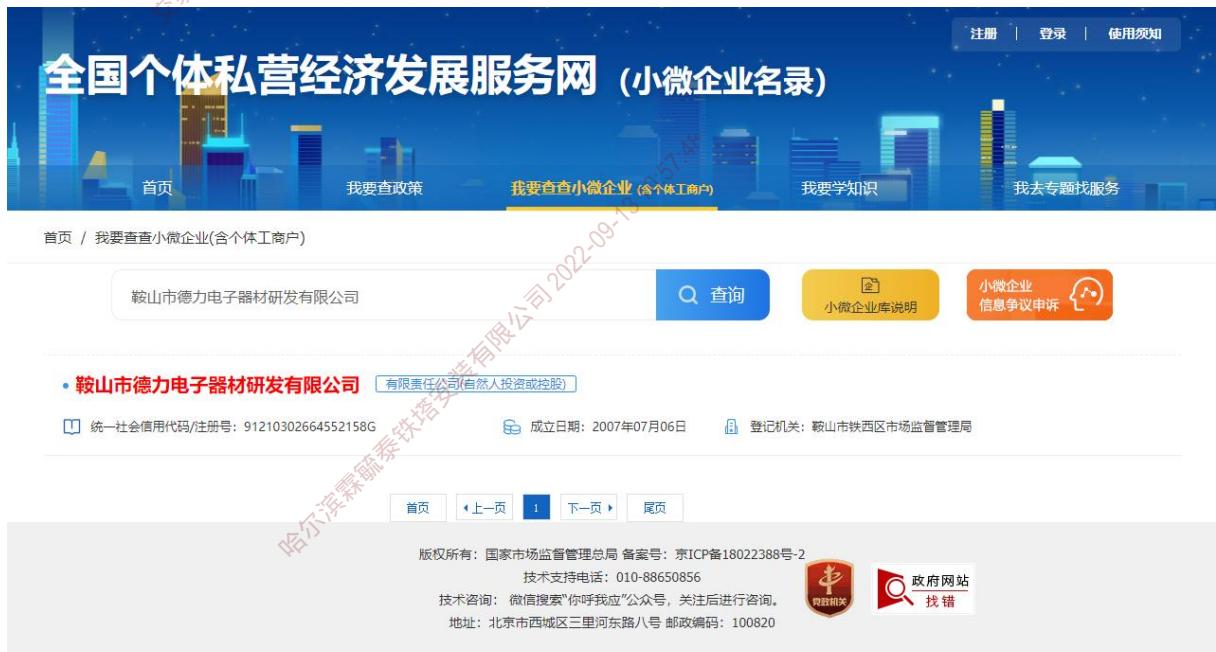 注册 | 登录 | 使用须知
全国个体私营经济发展服务网 (小微企业名录)
首页 我要查政策 我要查查小微企业 (含个体工商户) 我要学知识 我去专题找服务
首页 / 我要查查小微企业(含个体工商户)
鞍山市德力电子器材研发有限公司 查询 小微企业库说明 小微企业
信息争议申诉
• 鞍山市德力电子器材研发有限公司 有限责任公司(自然人投资或控股)
统一社会信用代码/注册号：91210302664552158G 成立日期：2007年07月06日 登记机关：鞍山市铁西区市场监督管理局
首页 上一页 1 下一页 尾页
版权所有：国家市场监督管理总局 备案号：京ICP备18022388号-2
技术支持电话：010-88650856
技术咨询： 微信搜索“你呼我应”公众号，关注后进行咨询。
地址：北京市西城区三里河东路八号 邮政编码：100820
党政机关
政府网站
找错
哈尔滨霖毓泰铁塔安装有限公司 2022-09-13